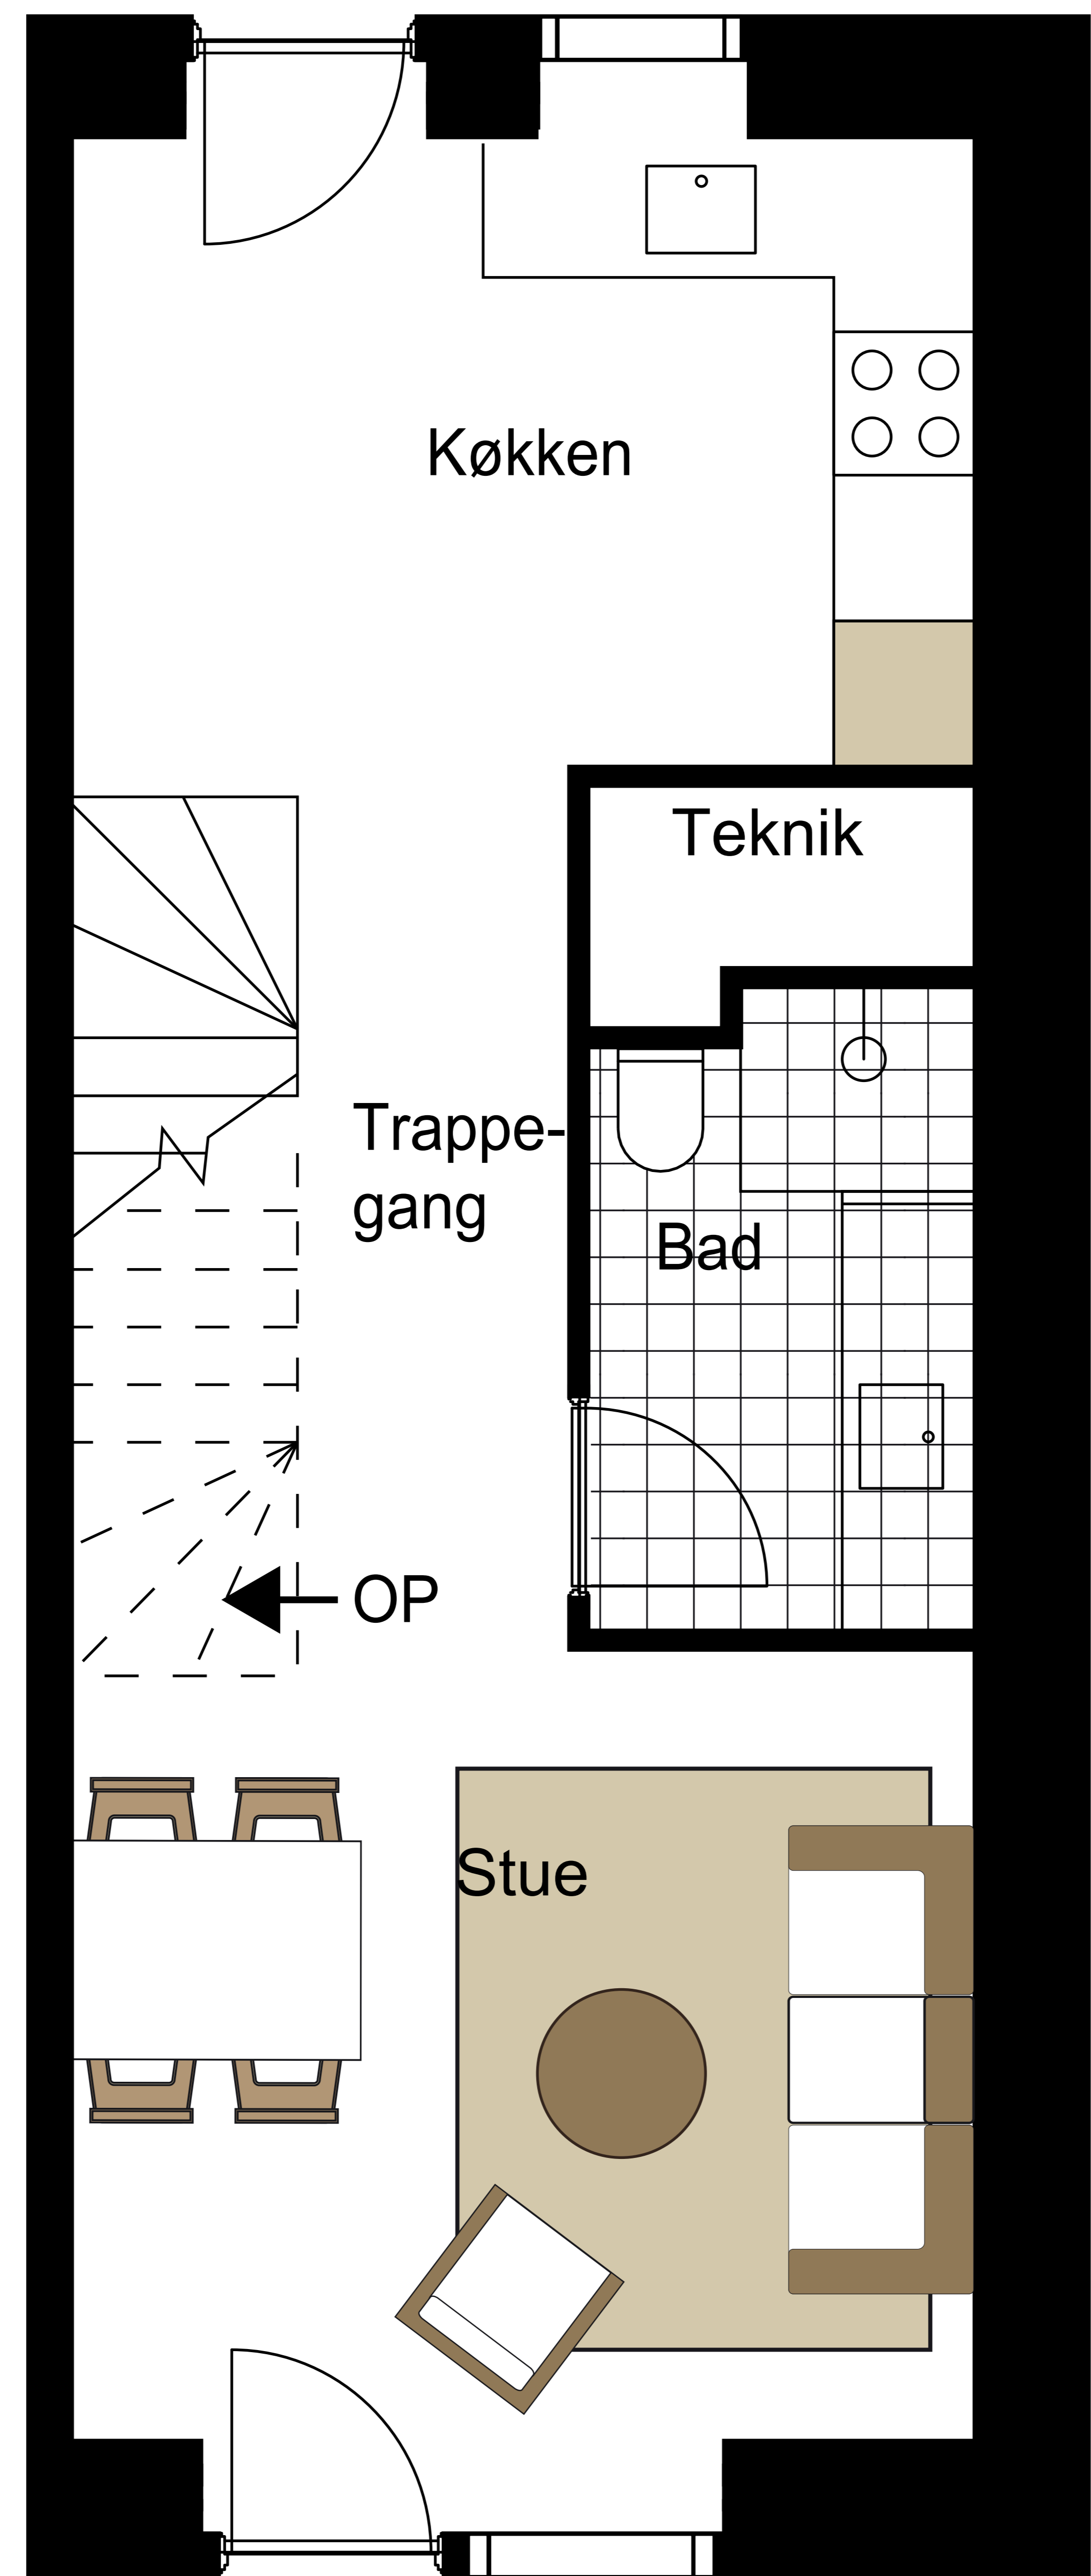 Køkken
Teknik
Trappe-
gang
Bad
OP
Stue